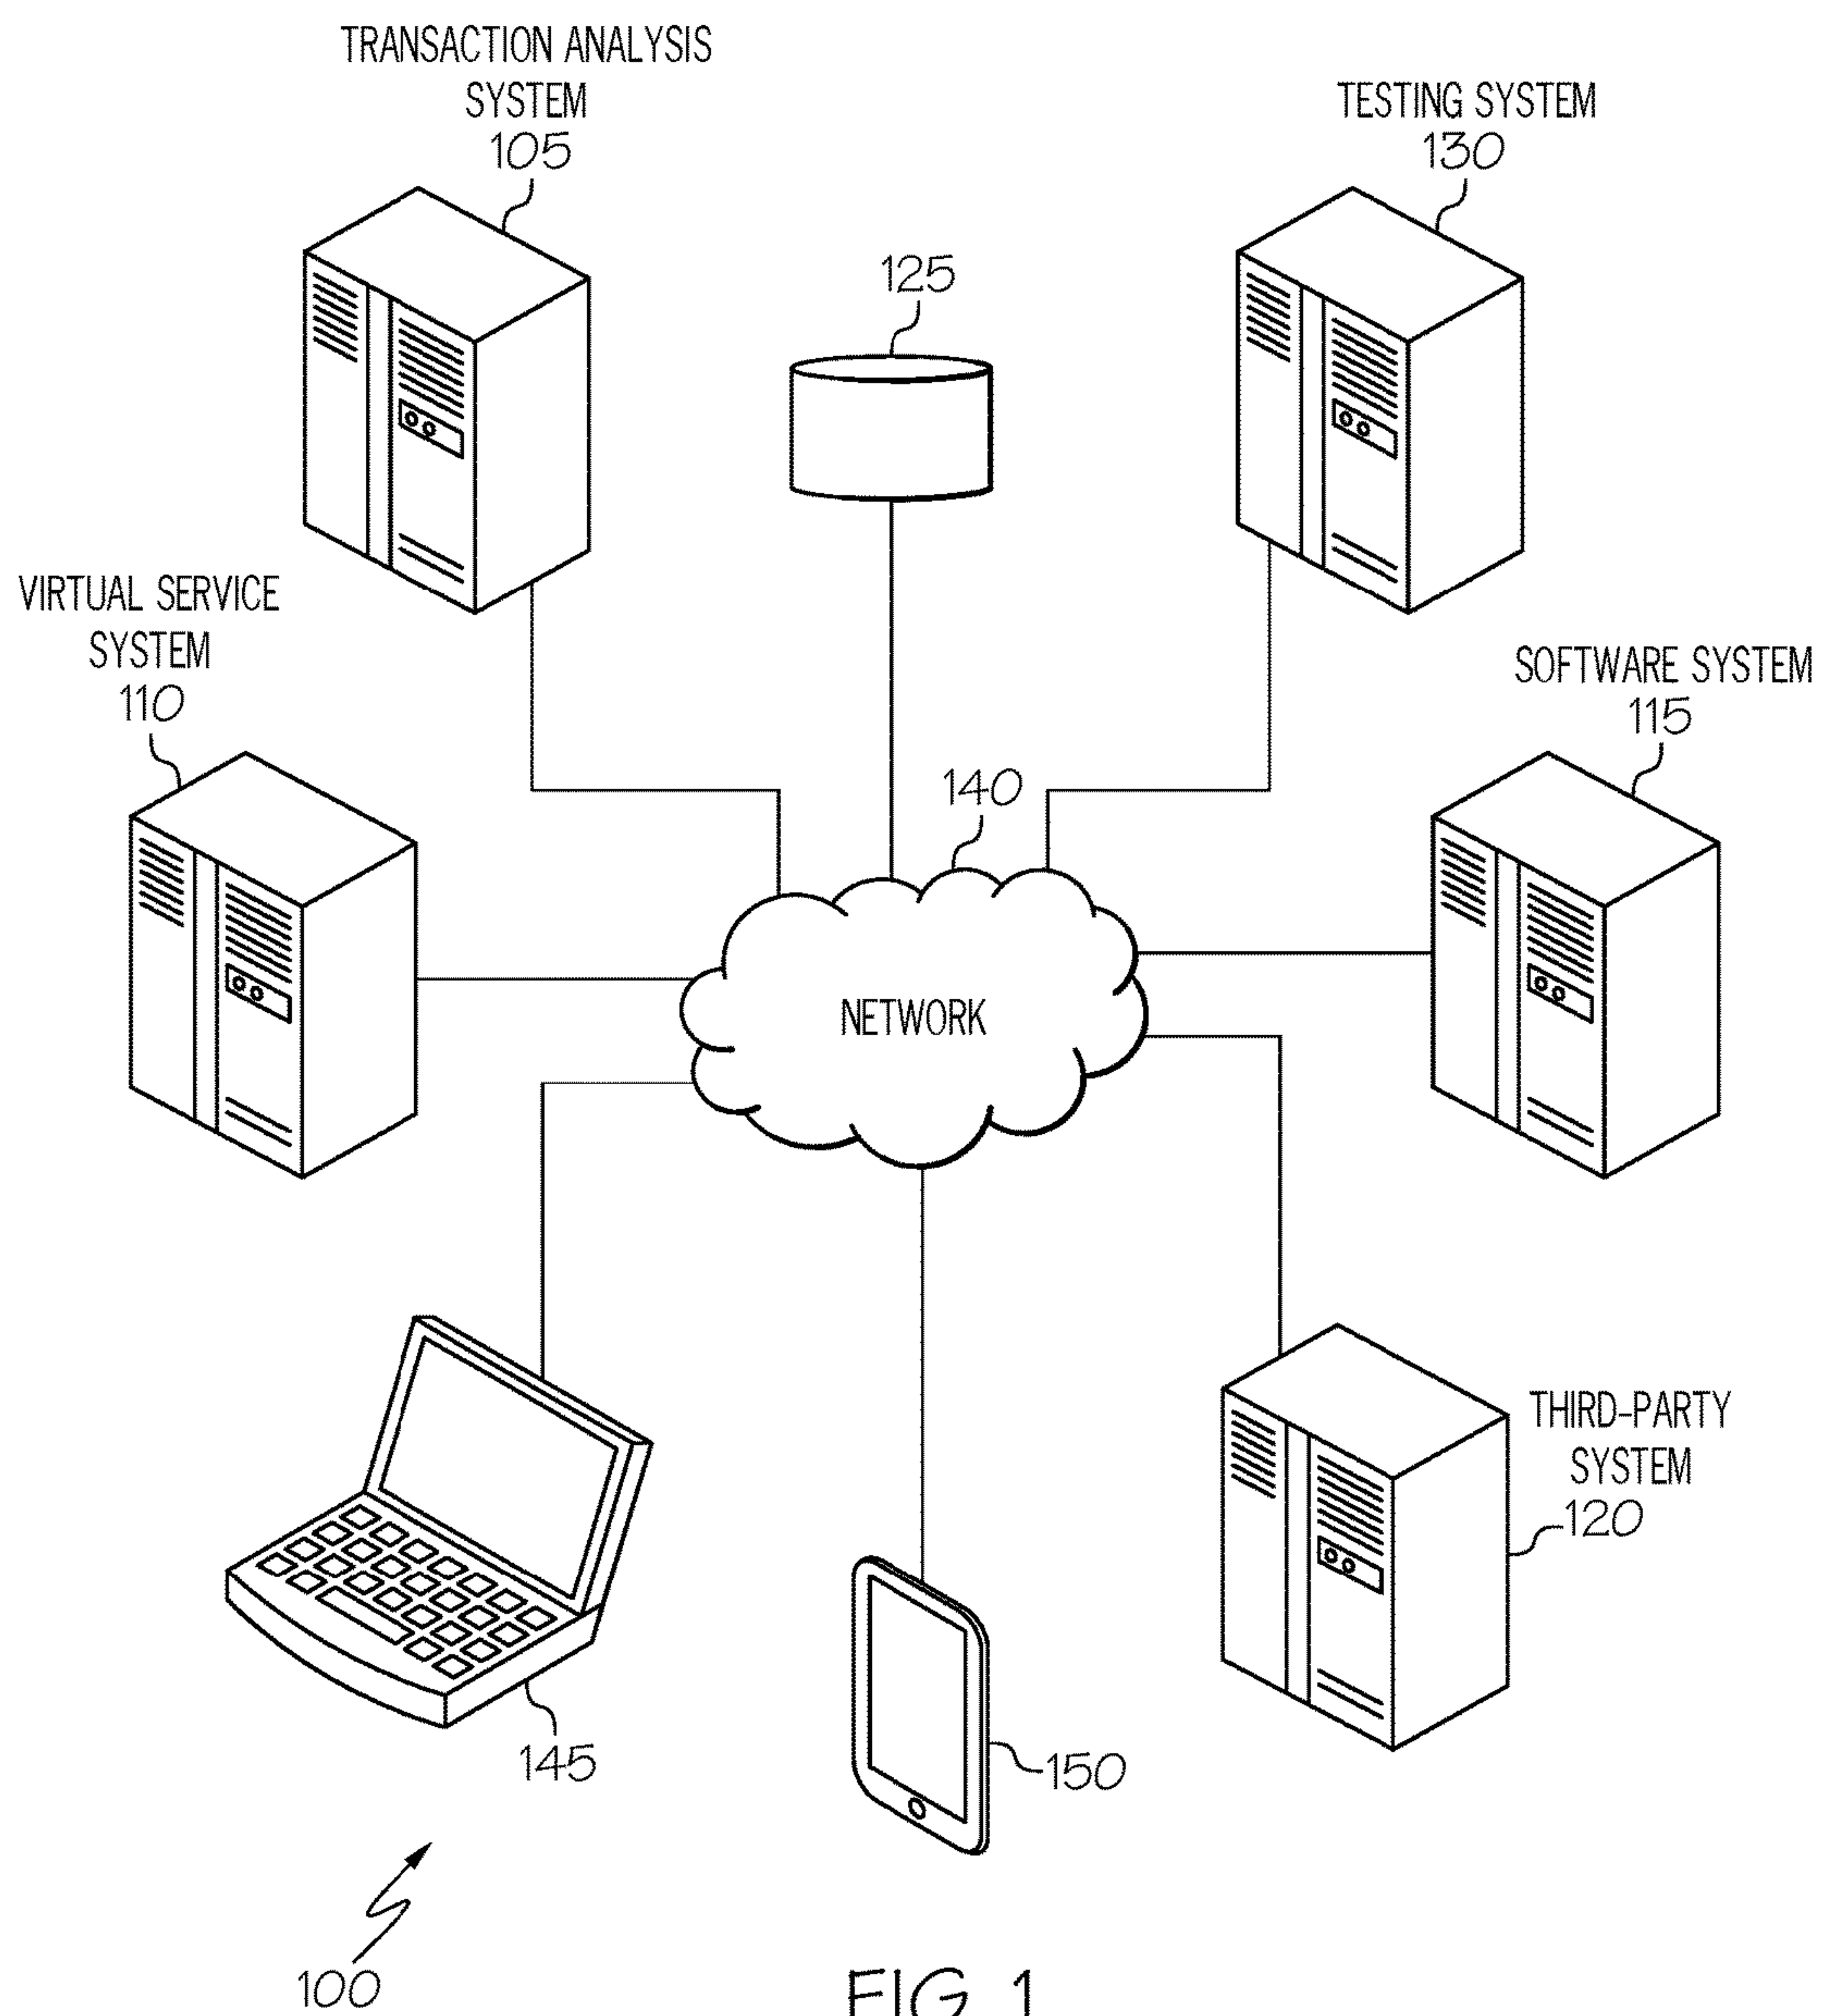 TRANSACTION ANALYSIS
SYSTEM
105
TESTING SYSTEM
130
125
VIRTUAL SERVICE
SYSTEM
110
SOFTWARE SYSTEM
115
140
NETWORK
THIRD-PARTY
SYSTEM
120
145
150
100
FIG. 1